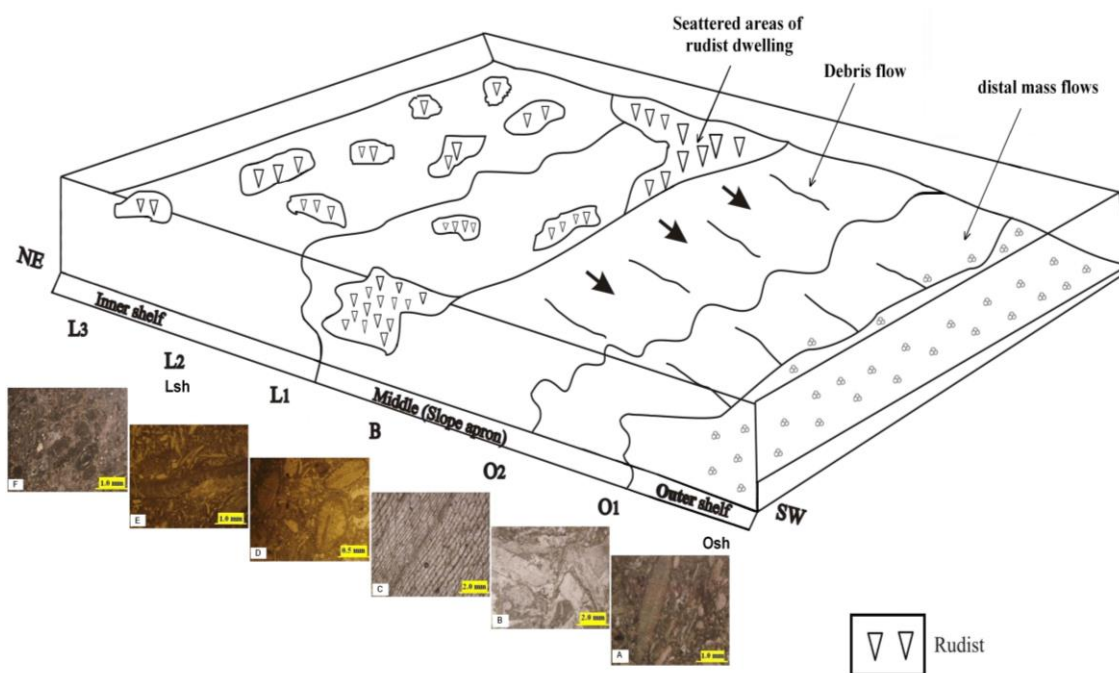 Seattered areas of
rudist dwelling
Debris flow
distal mass flows
NE
Inner shelf
L3
L2
Lsh
L1
Middle (Slope apron)
B
O2
O1
Outer shelf
SW
Osh
F
1.0 mm
E
1.0 mm
D
0.5 mm
C
2.0 mm
B
2.0 mm
A
1.0 mm
Rudist